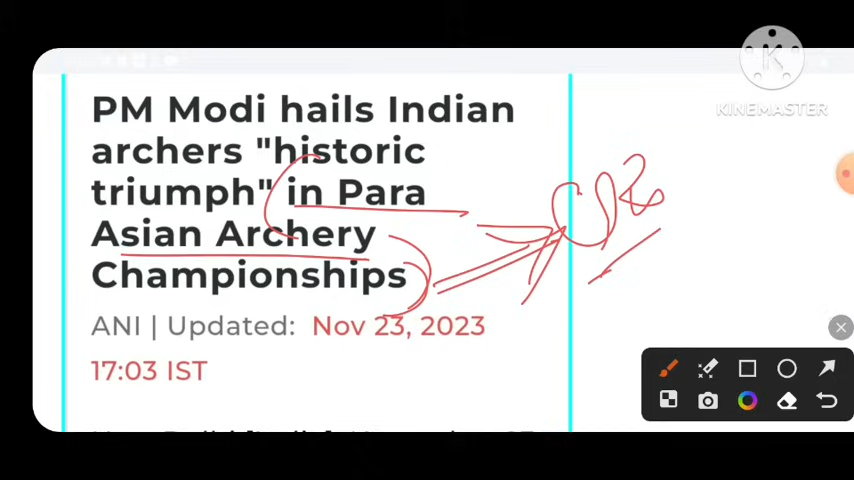 PM Modi hails Indian
archers "historic
triumph" in Para
Asian Archery
Championships
ANI | Updated: Nov 23, 2023
17:03 IST
KINEMASTER